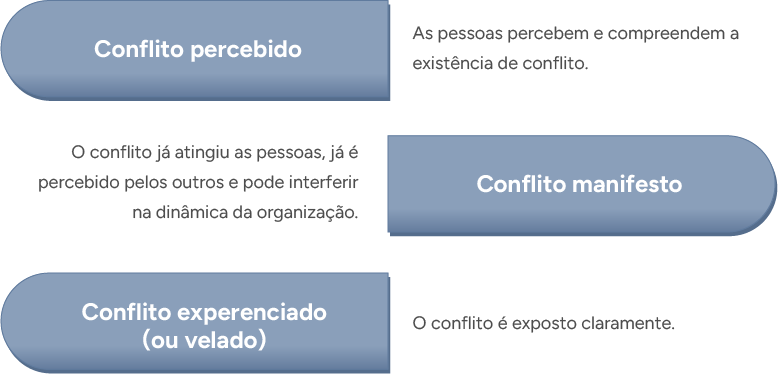 Conflito percebido
As pessoas percebem e compreendem a
existência de conflito.
O conflito já atingiu as pessoas, já é
percebido pelos outros e pode interferir
na dinâmica da organização.
Conflito manifesto
Conflito experenciado
(ou velado)
O conflito é exposto claramente.